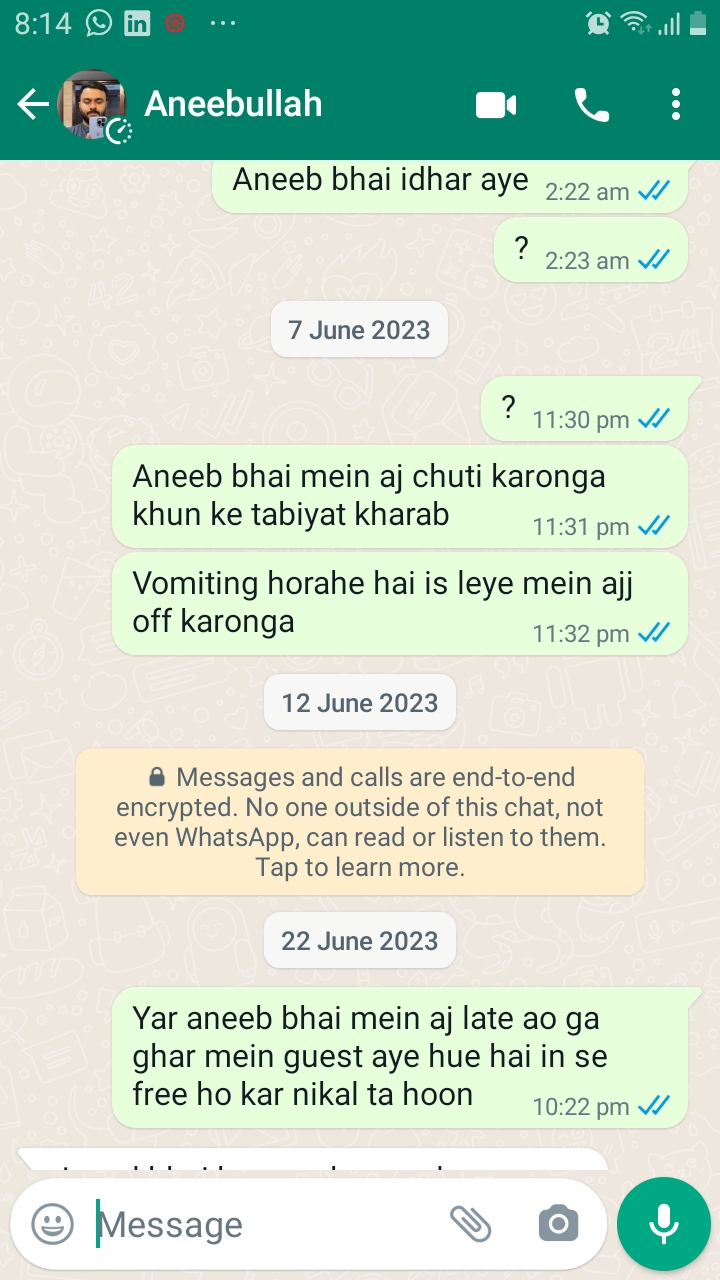 8:14
Aneebullah
Aneeb bhai idhar aye 2:22 am
? 2:23 am
7 June 2023
? 11:30 pm
Aneeb bhai mein aj chuti karonga
khun ke tabiyat kharab 11:31 pm
Vomiting horahe hai is leye mein ajj
off karonga 11:32 pm
12 June 2023
Messages and calls are end-to-end
encrypted. No one outside of this chat, not
even WhatsApp, can read or listen to them.
Tap to learn more.
22 June 2023
Yar aneeb bhai mein aj late ao ga
ghar mein guest aye hue hai in se
free ho kar nikal ta hoon 10:22 pm
Message